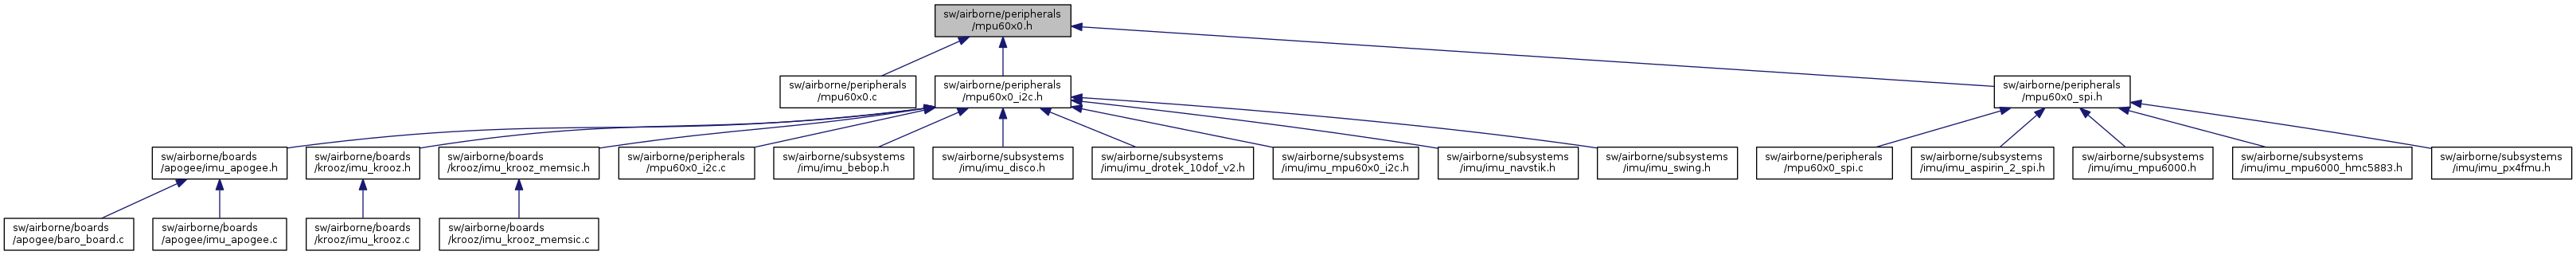 sw/airborne/peripherals
/mpu60x0.h
sw/airborne/peripherals
/mpu60x0.c
sw/airborne/peripherals
/mpu60x0_i2c.h
sw/airborne/peripherals
/mpu60x0_spi.h
sw/airborne/boards
/apogee/imu_apogee.h
sw/airborne/boards
/krooz/imu_krooz.h
sw/airborne/boards
/krooz/imu_krooz_memsic.h
sw/airborne/peripherals
/mpu60x0_i2c.c
sw/airborne/subsystems
/imu/imu_bebop.h
sw/airborne/subsystems
/imu/imu_disco.h
sw/airborne/subsystems
/imu/imu_drotek_10dof_v2.h
sw/airborne/subsystems
/imu/imu_mpu60x0_i2c.h
sw/airborne/subsystems
/imu/imu_navstik.h
sw/airborne/subsystems
/imu/imu_swing.h
sw/airborne/peripherals
/mpu60x0_spi.c
sw/airborne/subsystems
/imu/imu_aspirin_2_spi.h
sw/airborne/subsystems
/imu/imu_mpu6000.h
sw/airborne/subsystems
/imu/imu_mpu6000_hmc5883.h
sw/airborne/subsystems
/imu/imu_px4fmu.h
sw/airborne/boards
/apogee/baro_board.c
sw/airborne/boards
/apogee/imu_apogee.c
sw/airborne/boards
/krooz/imu_krooz.c
sw/airborne/boards
/krooz/imu_krooz_memsic.c